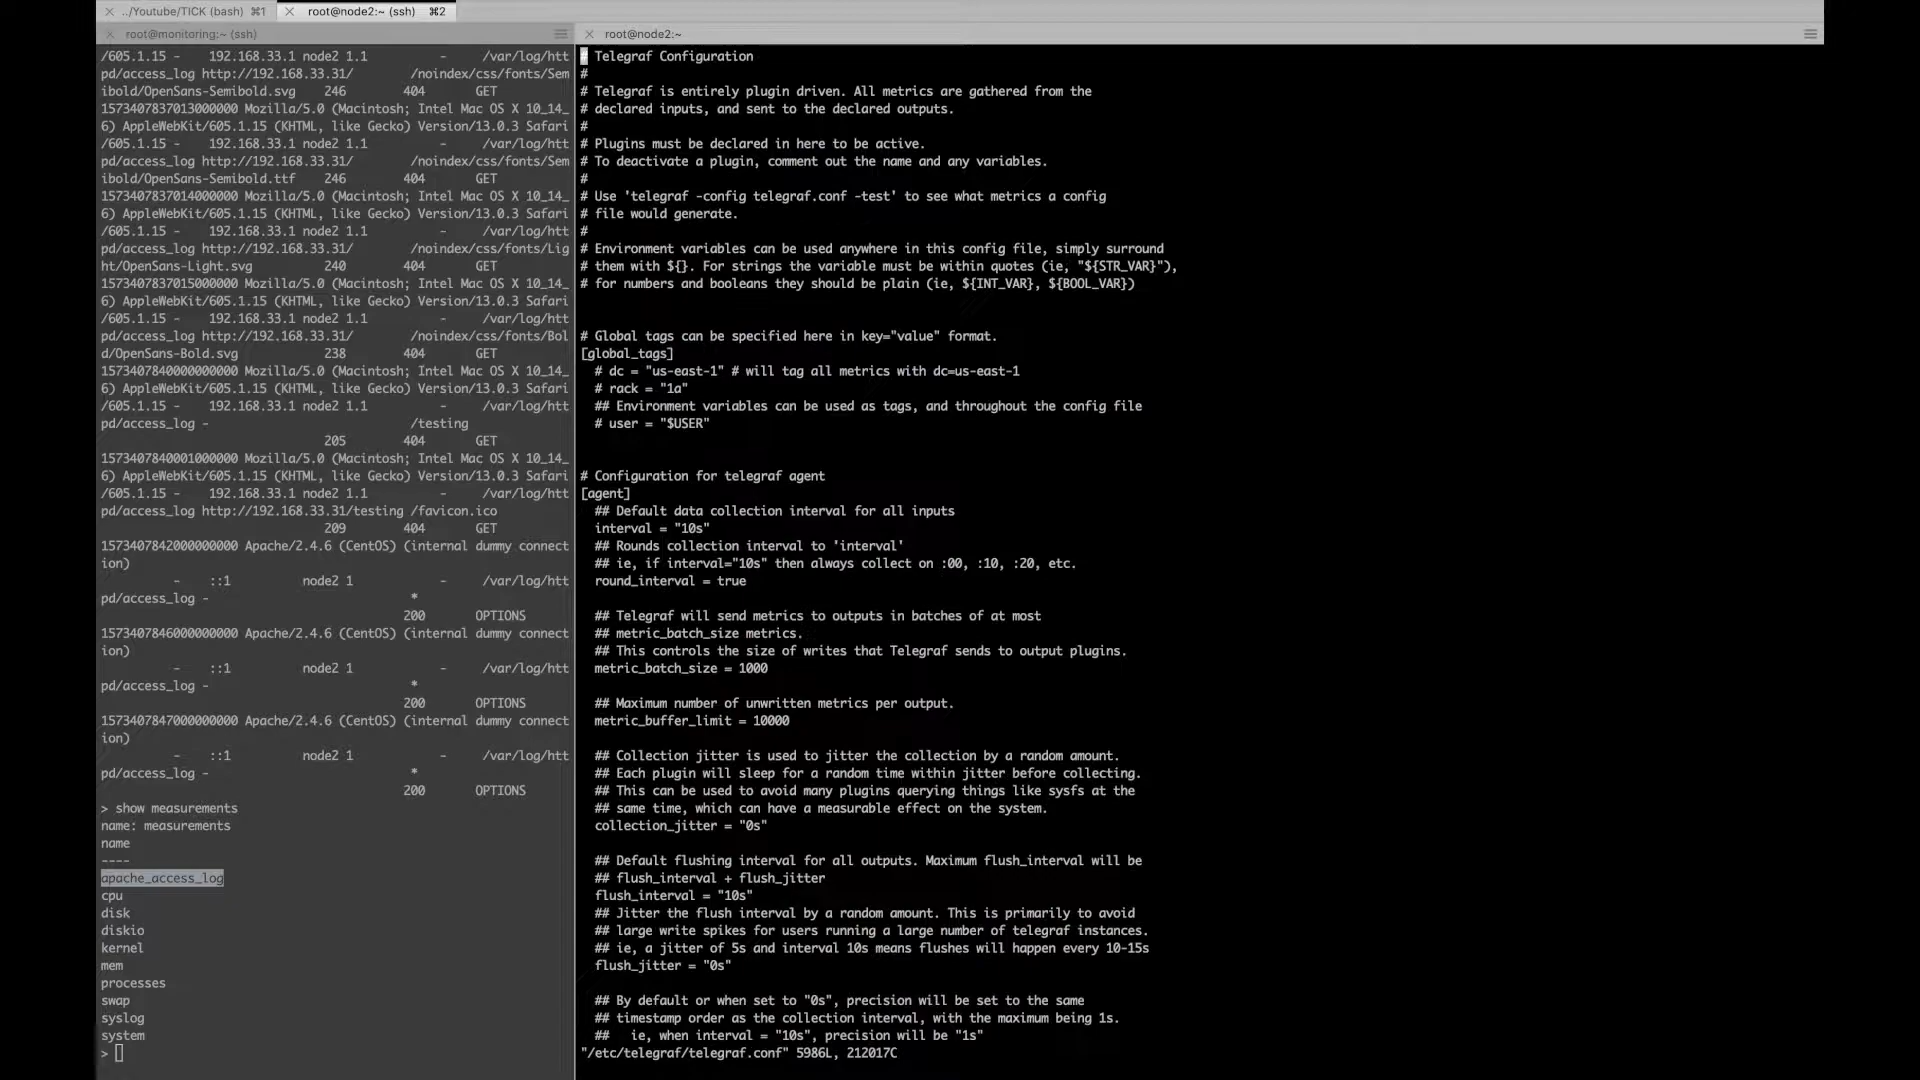 ../Youtube/TICK (bash) ⌘1
root@node2:~ (ssh) ⌘2
root@monitoring:~ (ssh)
/605.1.15 -      192.168.33.1 node2 1.1          -     /var/log/htt
pd/access_log http://192.168.33.31/        /noindex/css/fonts/Sem
ibold/OpenSans-Semibold.svg    246        404       GET
1573407837013000000 Mozilla/5.0 (Macintosh; Intel Mac OS X 10_14_
6) AppleWebKit/605.1.15 (KHTML, like Gecko) Version/13.0.3 Safari
/605.1.15 -    192.168.33.1 node2 1.1          -     /var/log/htt
pd/access_log http://192.168.33.31/        /noindex/css/fonts/Sem
ibold/OpenSans-Semibold.ttf    246        404       GET
1573407837014000000 Mozilla/5.0 (Macintosh; Intel Mac OS X 10_14_
6) AppleWebKit/605.1.15 (KHTML, like Gecko) Version/13.0.3 Safari
/605.1.15 -    192.168.33.1 node2 1.1          -     /var/log/htt
pd/access_log http://192.168.33.31/        /noindex/css/fonts/Lig
ht/OpenSans-Light.svg          240        404       GET
1573407837015000000 Mozilla/5.0 (Macintosh; Intel Mac OS X 10_14_
6) AppleWebKit/605.1.15 (KHTML, like Gecko) Version/13.0.3 Safari
/605.1.15 -    192.168.33.1 node2 1.1          -     /var/log/htt
pd/access_log http://192.168.33.31/        /noindex/css/fonts/Bol
d/OpenSans-Bold.svg            238        404       GET
1573407840000000000 Mozilla/5.0 (Macintosh; Intel Mac OS X 10_14_
6) AppleWebKit/605.1.15 (KHTML, like Gecko) Version/13.0.3 Safari
/605.1.15 -    192.168.33.1 node2 1.1          -     /var/log/htt
pd/access_log -                            /testing
205        404       GET
1573407840001000000 Mozilla/5.0 (Macintosh; Intel Mac OS X 10_14_
6) AppleWebKit/605.1.15 (KHTML, like Gecko) Version/13.0.3 Safari
/605.1.15 -    192.168.33.1 node2 1.1          -     /var/log/htt
pd/access_log http://192.168.33.31/testing /favicon.ico
209        404       GET
1573407842000000000 Apache/2.4.6 (CentOS) (internal dummy connect
ion)
-    ::1          node2 1            -     /var/log/htt
pd/access_log -                            *
200       OPTIONS
1573407846000000000 Apache/2.4.6 (CentOS) (internal dummy connect
ion)
-    ::1          node2 1            -     /var/log/htt
pd/access_log -                            *
200       OPTIONS
1573407847000000000 Apache/2.4.6 (CentOS) (internal dummy connect
ion)
-    ::1          node2 1            -     /var/log/htt
pd/access_log -                            *
200       OPTIONS
> show measurements
name: measurements
name
----
apache_access_log
cpu
disk
diskio
kernel
mem
processes
swap
syslog
system
>
root@node2:~
# Telegraf Configuration
#
# Telegraf is entirely plugin driven. All metrics are gathered from the
# declared inputs, and sent to the declared outputs.
#
# Plugins must be declared in here to be active.
# To deactivate a plugin, comment out the name and any variables.
#
# Use 'telegraf -config telegraf.conf -test' to see what metrics a config
# file would generate.
#
# Environment variables can be used anywhere in this config file, simply surround
# them with ${}. For strings the variable must be within quotes (ie, "${STR_VAR}"),
# for numbers and booleans they should be plain (ie, ${INT_VAR}, ${BOOL_VAR})
# Global tags can be specified here in key="value" format.
[global_tags]
# dc = "us-east-1" # will tag all metrics with dc=us-east-1
# rack = "1a"
## Environment variables can be used as tags, and throughout the config file
# user = "$USER"
# Configuration for telegraf agent
[agent]
## Default data collection interval for all inputs
interval = "10s"
## Rounds collection interval to 'interval'
## ie, if interval="10s" then always collect on :00, :10, :20, etc.
round_interval = true
## Telegraf will send metrics to outputs in batches of at most
## metric_batch_size metrics.
## This controls the size of writes that Telegraf sends to output plugins.
metric_batch_size = 1000
## Maximum number of unwritten metrics per output.
metric_buffer_limit = 10000
## Collection jitter is used to jitter the collection by a random amount.
## Each plugin will sleep for a random time within jitter before collecting.
## This can be used to avoid many plugins querying things like sysfs at the
## same time, which can have a measurable effect on the system.
collection_jitter = "0s"
## Default flushing interval for all outputs. Maximum flush_interval will be
## flush_interval + flush_jitter
flush_interval = "10s"
## Jitter the flush interval by a random amount. This is primarily to avoid
## large write spikes for users running a large number of telegraf instances.
## ie, a jitter of 5s and interval 10s means flushes will happen every 10-15s
flush_jitter = "0s"
## By default or when set to "0s", precision will be set to the same
## timestamp order as the collection interval, with the maximum being 1s.
##   ie, when interval = "10s", precision will be "1s"
"/etc/telegraf/telegraf.conf" 5986L, 212017C